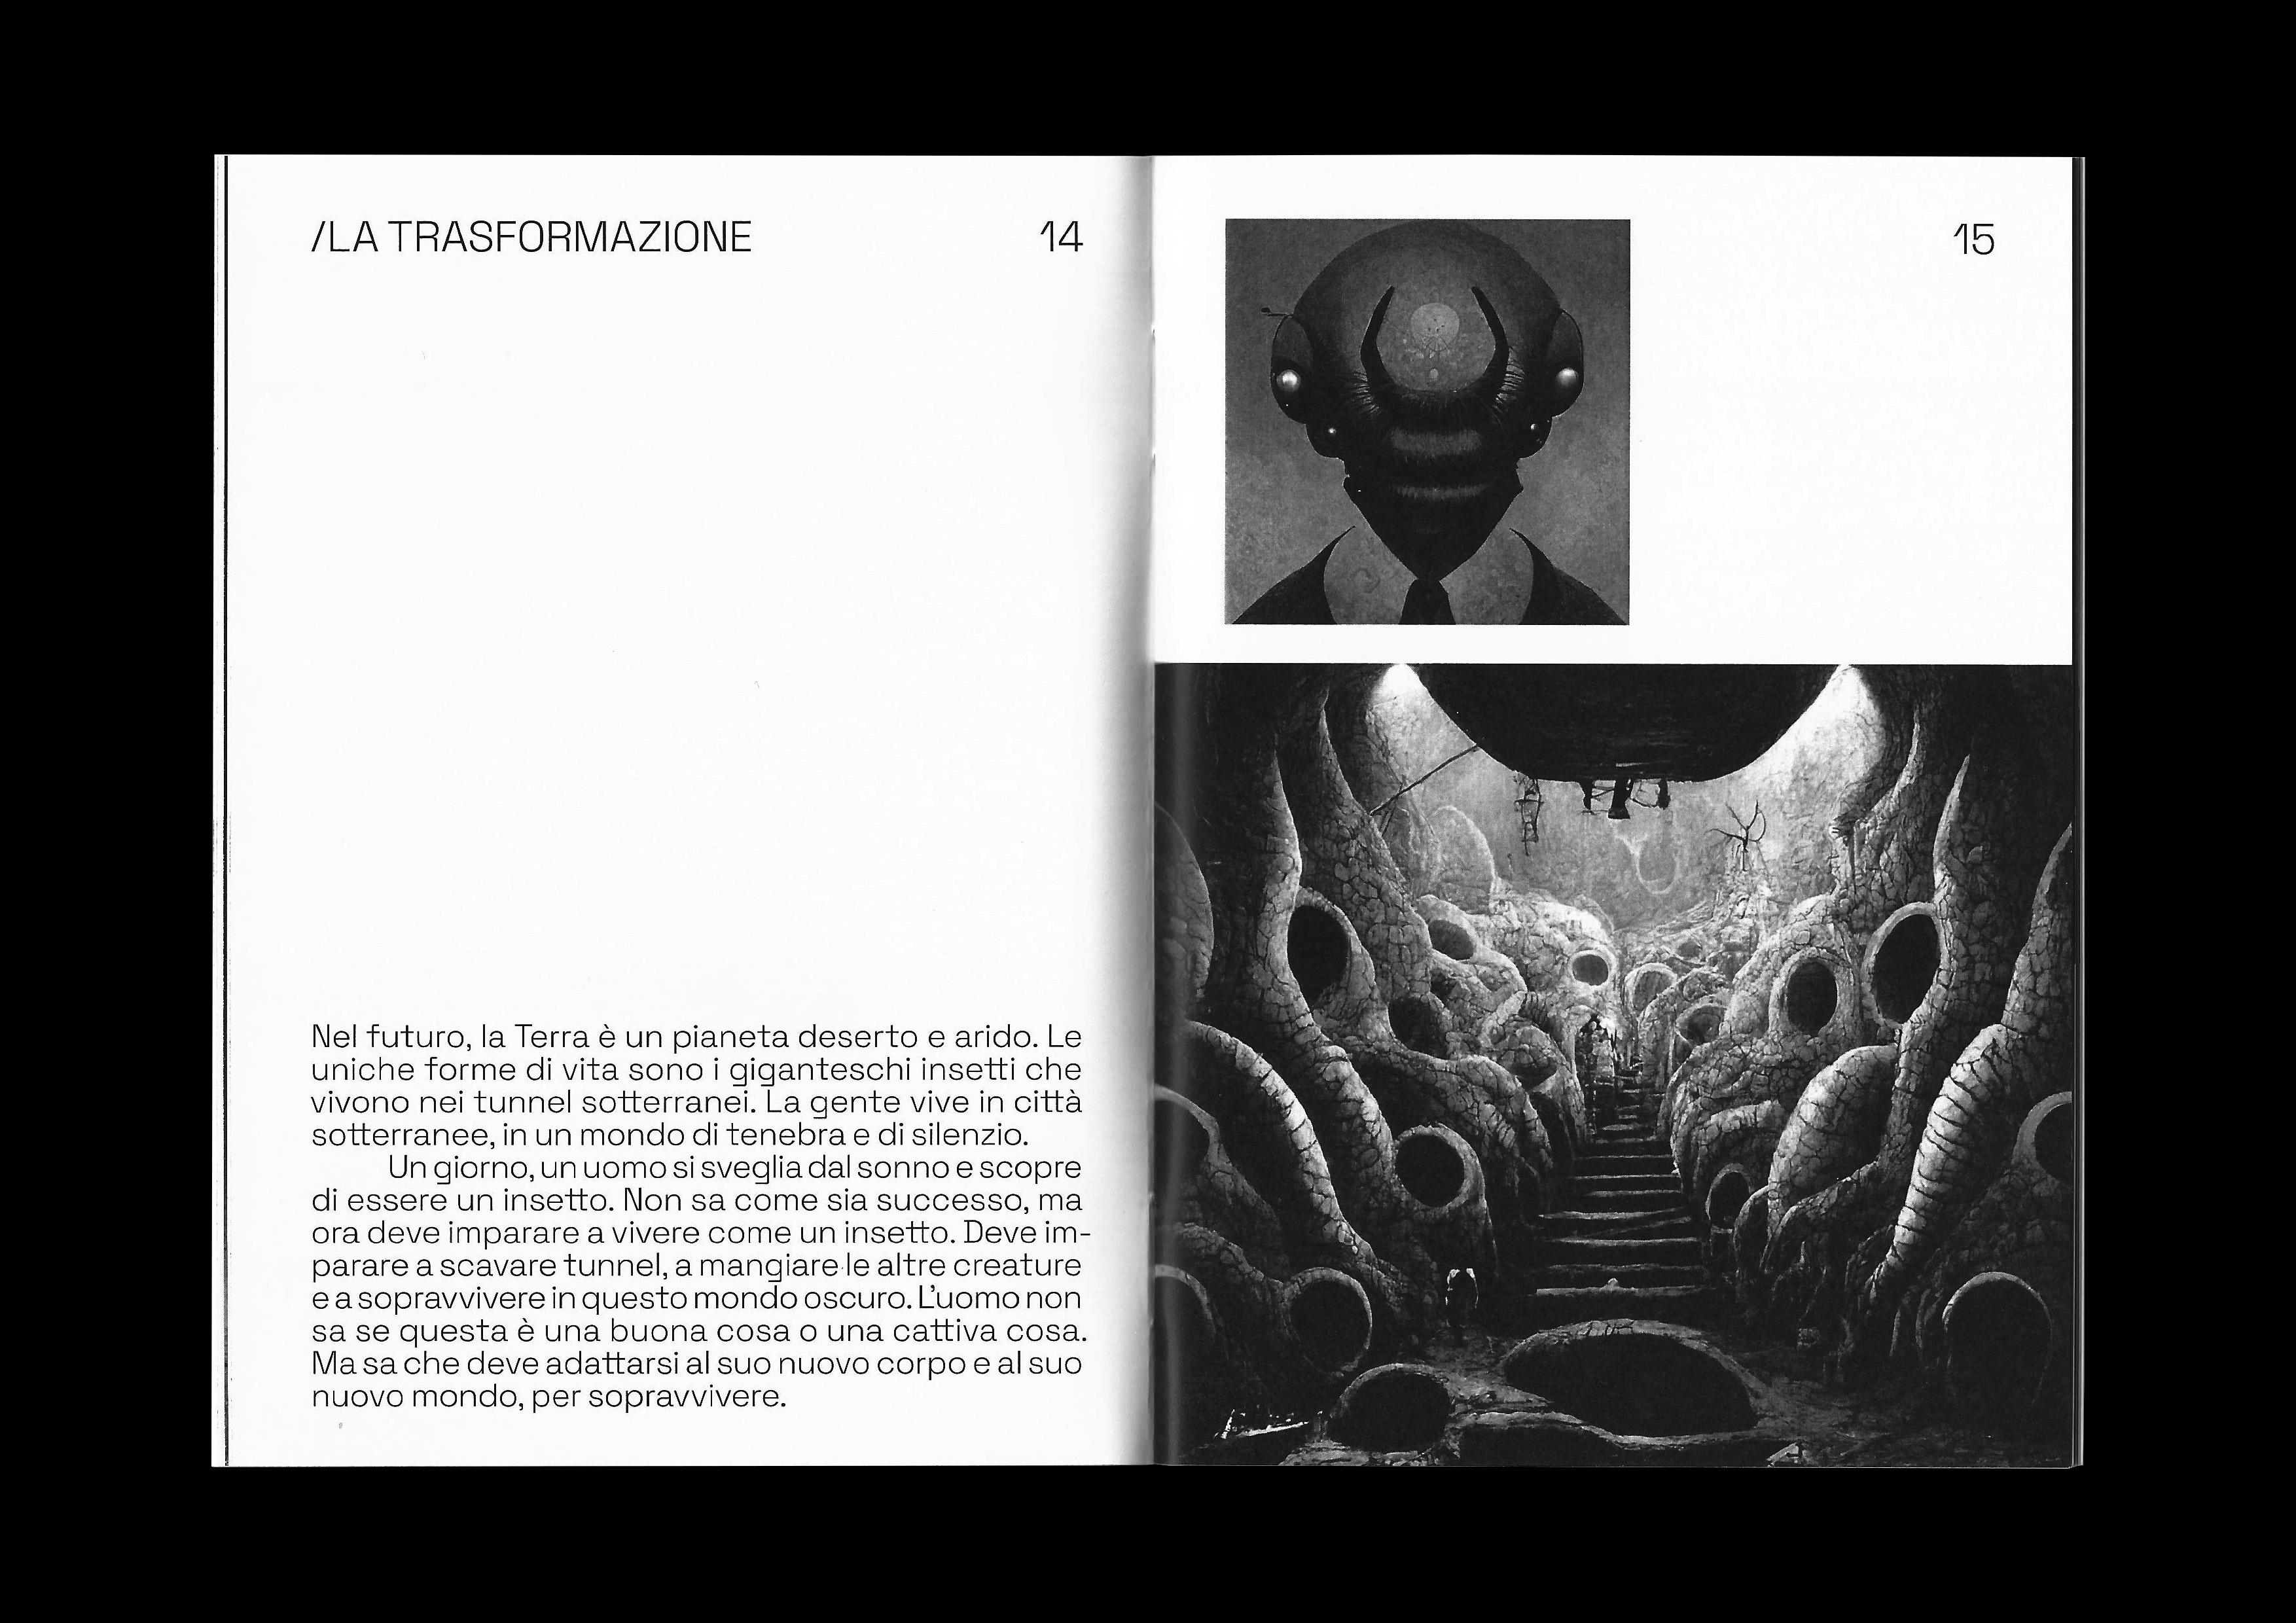 /LA TRASFORMAZIONE
14
15
Nel futuro, la Terra è un pianeta deserto e arido. Le
uniche forme di vita sono i giganteschi insetti che
vivono nei tunnel sotterranei. La gente vive in città
sotterranee, in un mondo di tenebra e di silenzio.
Un giorno, un uomo si sveglia dal sonno e scopre
di essere un insetto. Non sa come sia successo, ma
ora deve imparare a vivere come un insetto. Deve im-
parare a scavare tunnel, a mangiare le altre creature
e a sopravvivere in questo mondo oscuro. L'uomo non
sa se questa è una buona cosa o una cattiva cosa.
Ma sa che deve adattarsi al suo nuovo corpo e al suo
nuovo mondo, per sopravvivere.